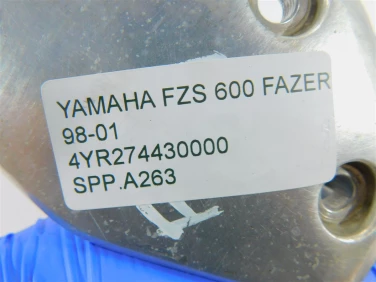 YAMAHA FZS 600 FAZER
98-01
4YR274430000
SPP.A263